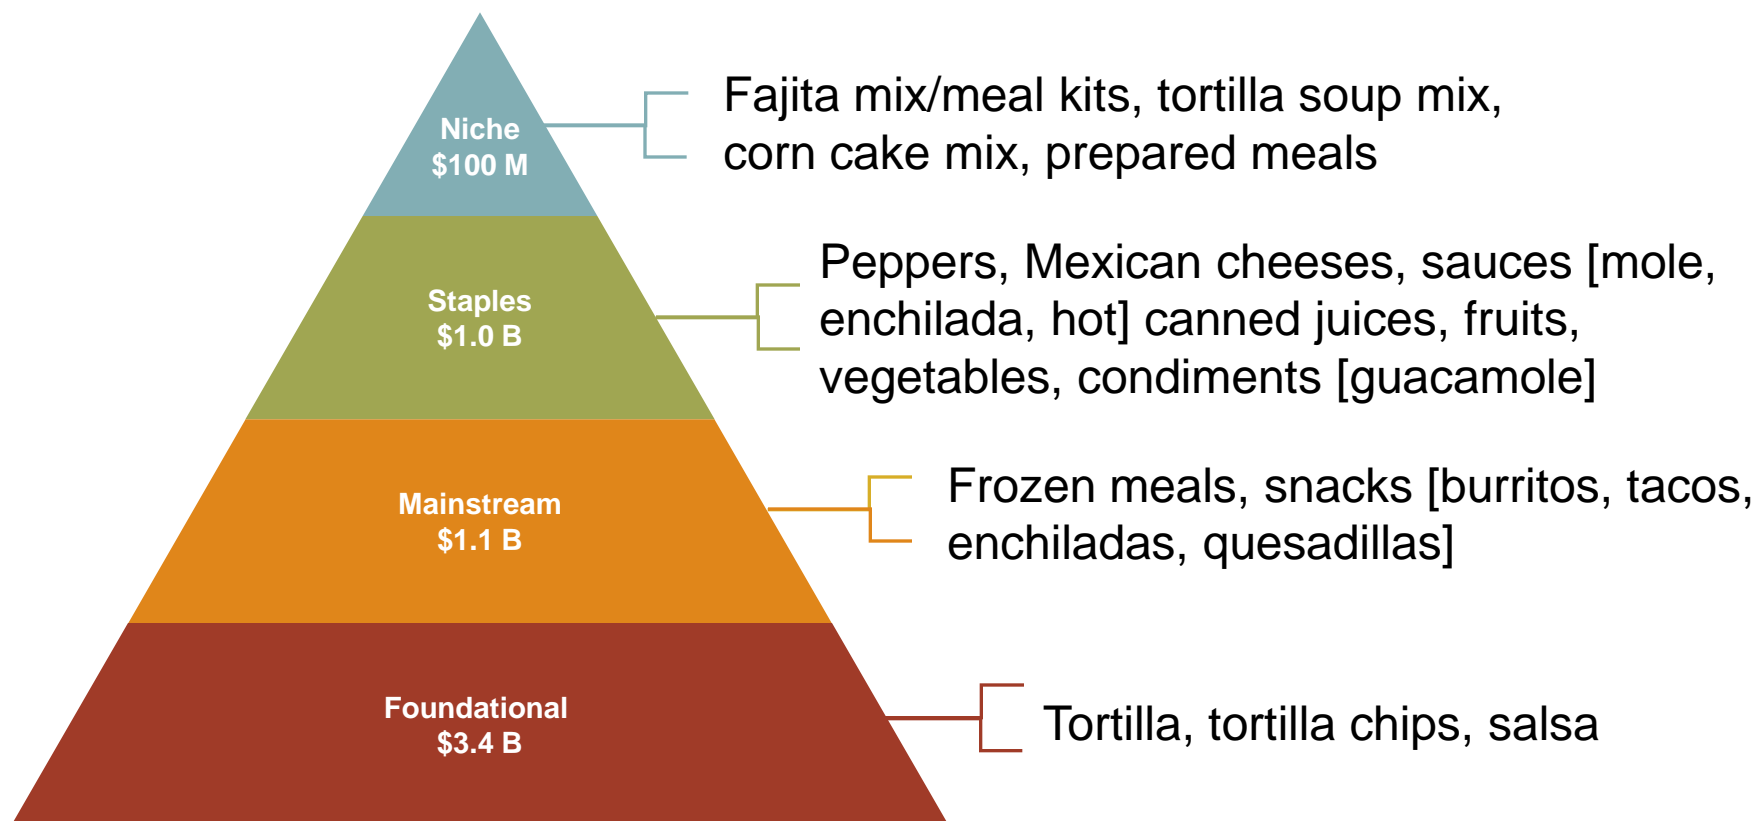 Niche
$100 M
Fajita mix/meal kits, tortilla soup mix,
corn cake mix, prepared meals
Staples
$1.0 B
Peppers, Mexican cheeses, sauces [mole,
enchilada, hot] canned juices, fruits,
vegetables, condiments [guacamole]
Mainstream
$1.1 B
Frozen meals, snacks [burritos, tacos,
enchiladas, quesadillas]
Foundational
$3.4 B
Tortilla, tortilla chips, salsa